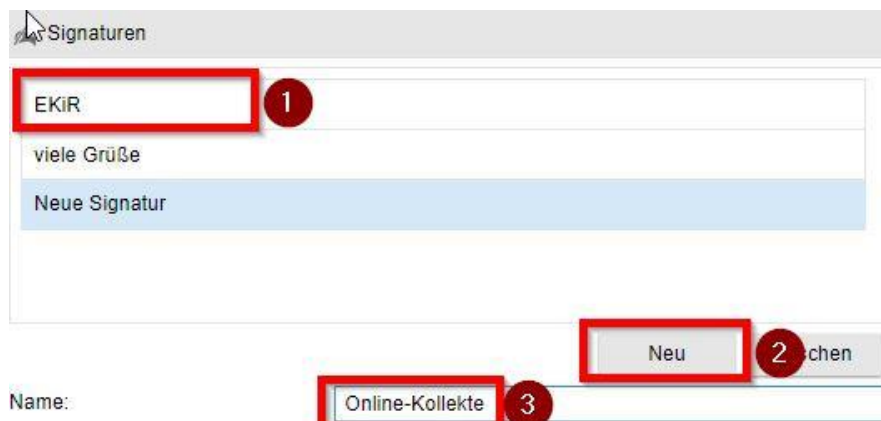 Signaturen
EKiR 1
viele Grüße
Neue Signatur
Neu 2 schen
Name: Online-Kollekte 3